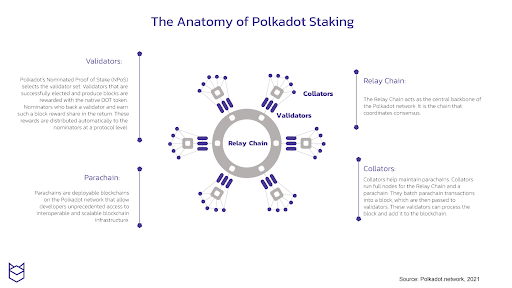 The Anatomy of Polkadot Staking
Validators:
Polkadot's Nominated Proof of Stake (NPoS)
selects the validator set. Validators that are
successfully elected and produce blocks are
rewarded with the native DOT token.
Nominators who back a validator and earn
such a block reward share in the return. These
rewards are distributed automatically to the
nominators at a protocol level.
Parachain:
Parachains are deployable blockchains
on the Polkadot network that allow
developers unprecedented access to
interoperable and scalable blockchain
infrastructure.
Collators
Validators
Relay Chain
Relay Chain:
The Relay Chain acts as the central backbone of
the Polkadot network. It is the chain that
coordinates consensus.
Collators:
Collators help maintain parachains. Collators
run full nodes for the Relay Chain and a
parachain. They batch parachain transactions
into a block, which are then passed to
validators. These validators can process the
block and add it to the blockchain.
Source: Polkadot.network, 2021